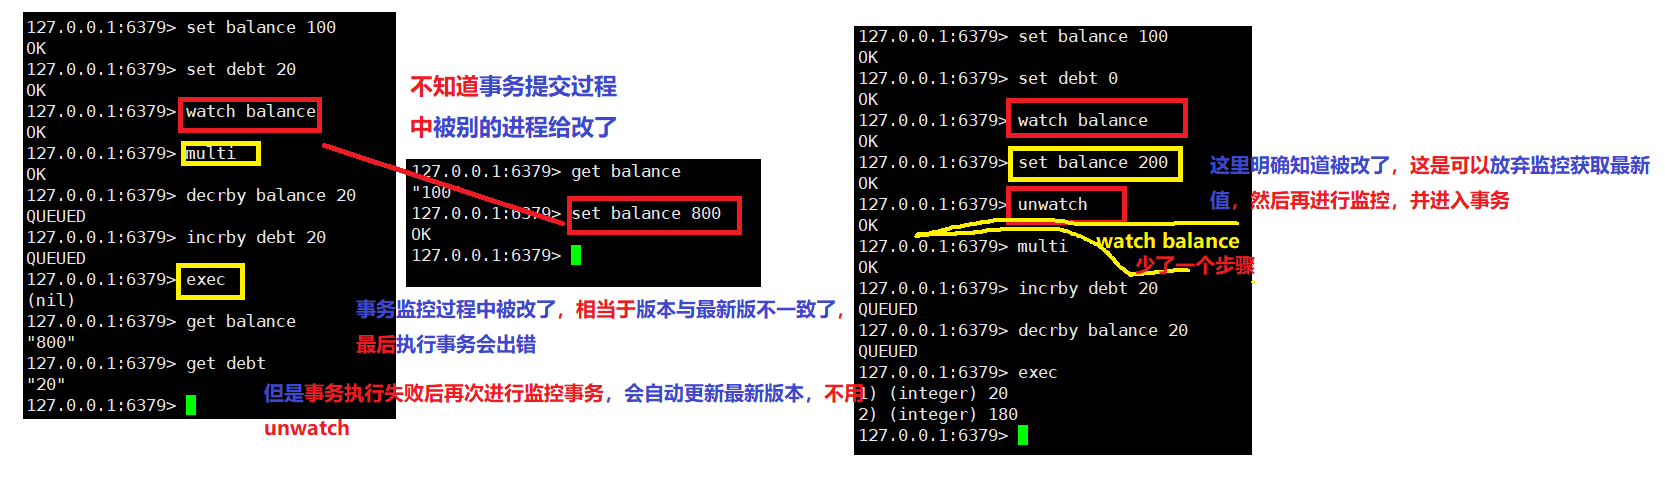 127.0.0.1:6379> set balance 100
OK
127.0.0.1:6379> set debt 20
OK
127.0.0.1:6379> watch balance
OK
127.0.0.1:6379> multi
OK
127.0.0.1:6379> decrby balance 20
QUEUED
127.0.0.1:6379> incrby debt 20
QUEUED
127.0.0.1:6379> exec
(nil)
127.0.0.1:6379> get balance
"800"
127.0.0.1:6379> get debt
"20"
127.0.0.1:6379>
不知道事务提交过程
中被别的进程给改了
127.0.0.1:6379> get balance
"100
127.0.0.1:6379> set balance 800
OK
127.0.0.1:6379>
事务监控过程中被改了，相当于版本与最新版不一致了，
最后执行事务会出错
但是事务执行失败后再次进行监控事务，会自动更新最新版本，不用
unwatch
127.0.0.1:6379> set balance 100
OK
127.0.0.1:6379> set debt 0
OK
127.0.0.1:6379> watch balance
OK
127.0.0.1:6379> set balance 200
OK
127.0.0.1:6379> unwatch
OK
127.0.0.1:6379> multi
OK
127.0.0.1:6379> incrby debt 20
QUEUED
127.0.0.1:6379> decrby balance 20
QUEUED
127.0.0.1:6379> exec
1) (integer) 20
2) (integer) 180
127.0.0.1:6379>
watch balance
少了一个步骤
这里明确知道被改了，这是可以放弃监控获取最新
值，然后再进行监控，并进入事务